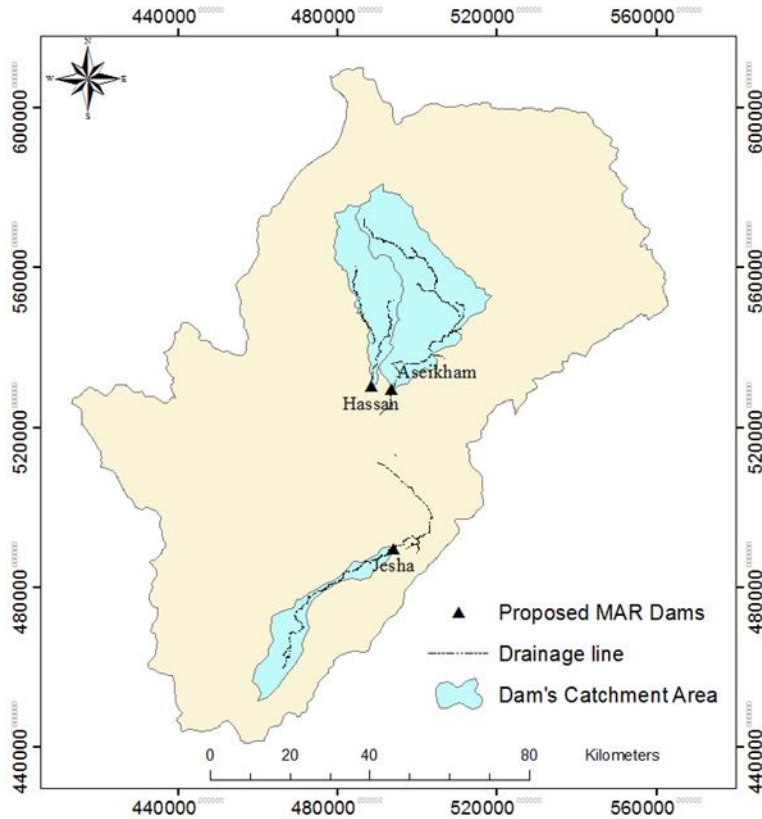 440000 480000 520000 560000
N
W E
S
600000 600000
560000 560000
Aseikham
Hassan
520000 520000
Jesha
480000 480000
Proposed MAR Dams
Drainage line
Dam's Catchment Area
440000 440000
0 20 40 80 Kilometers
440000 480000 520000 560000